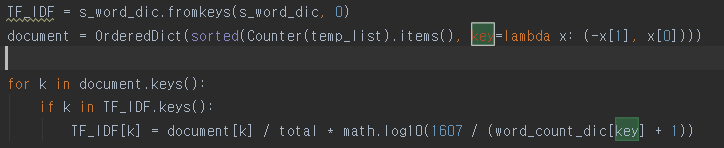 TF_IDF = s_word_dic.fromkeys(s_word_dic, 0)
document = OrderedDict(sorted(Counter(temp_list).items(), key=lambda x: (-x[1], x[0])))
for k in document.keys():
if k in TF_IDF.keys():
TF_IDF[k] = document[k] / total * math.log10(1607 / (word_count_dic[key] + 1))